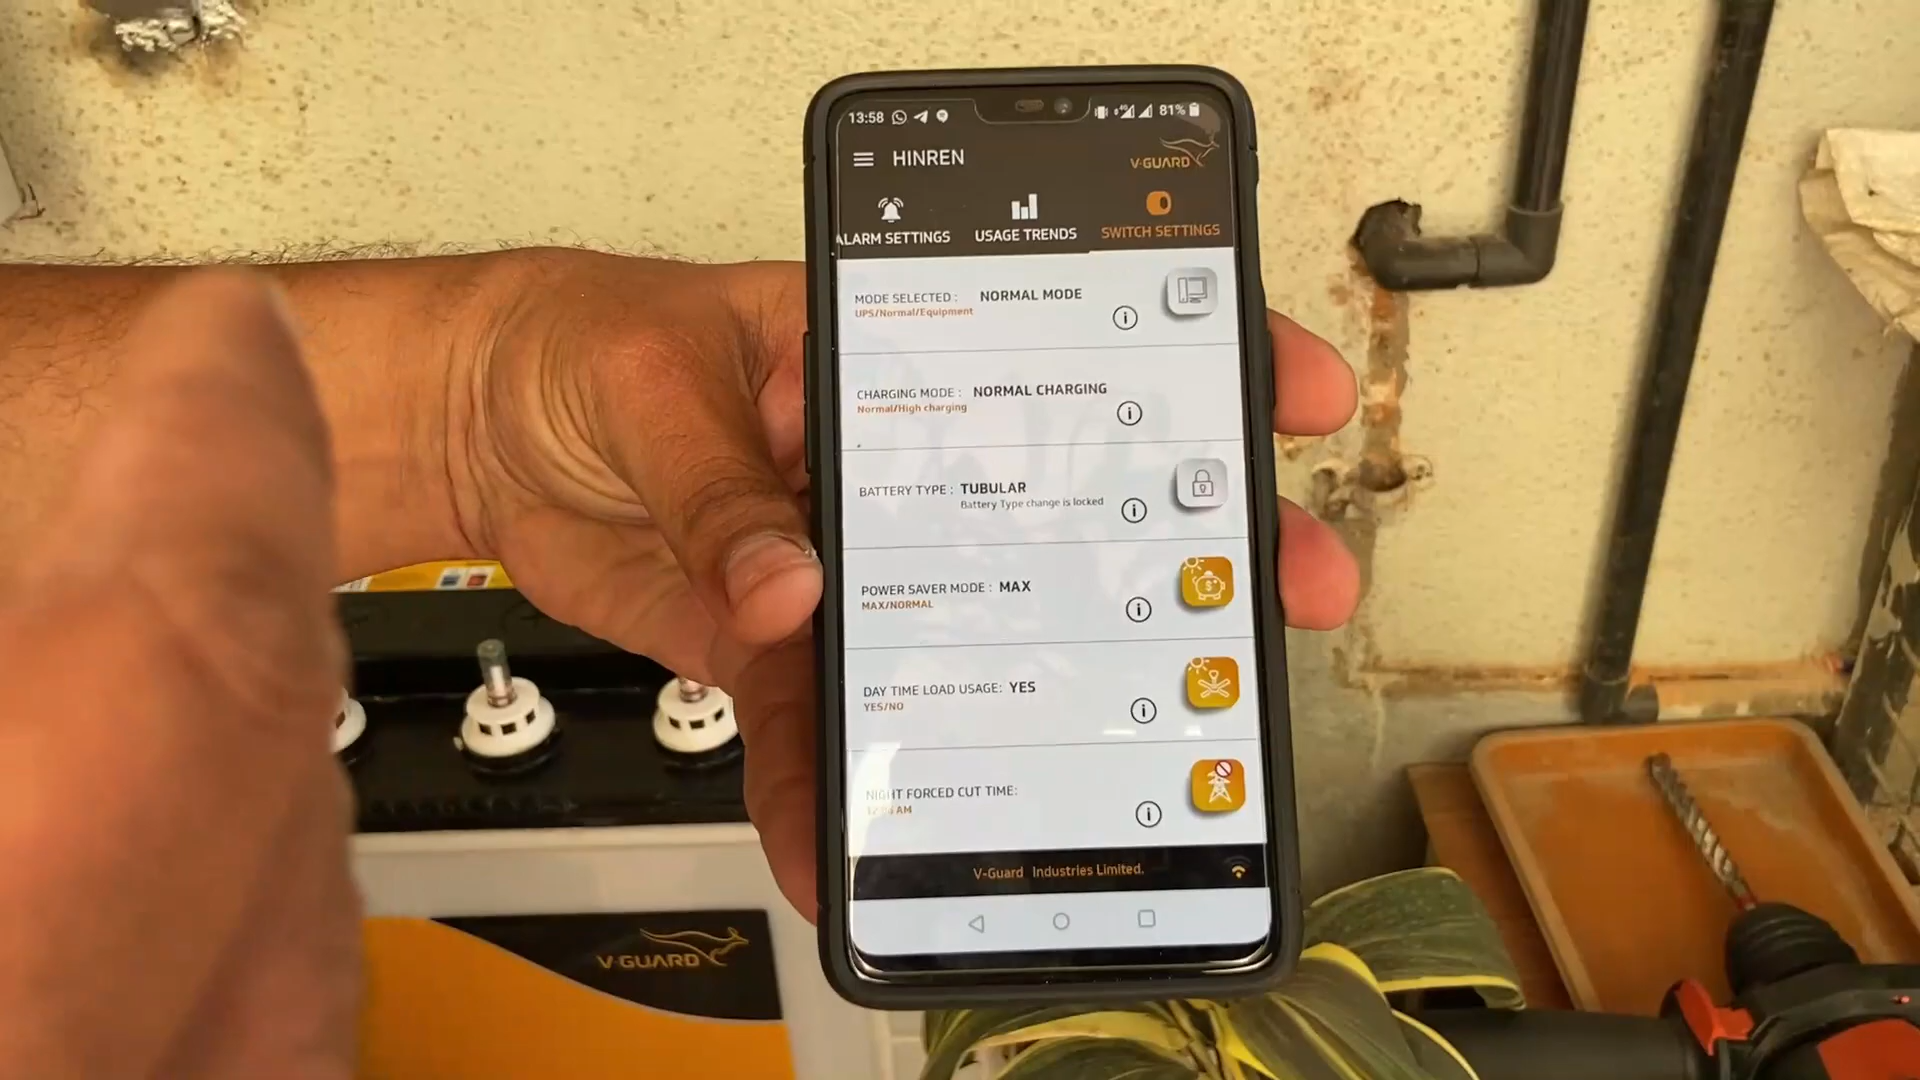 13:58 81%
HINREN
V-GUARD
ALARM SETTINGS
USAGE TRENDS
SWITCH SETTINGS
MODE SELECTED : NORMAL MODE
UPS/Normal/Equipment
CHARGING MODE : NORMAL CHARGING
Normal/High charging
BATTERY TYPE : TUBULAR
Battery Type change is locked
POWER SAVER MODE : MAX
MAX/NORMAL
DAY TIME LOAD USAGE: YES
YES/NO
NIGHT FORCED CUT TIME:
AM
V-Guard Industries Limited.
V-GUARD